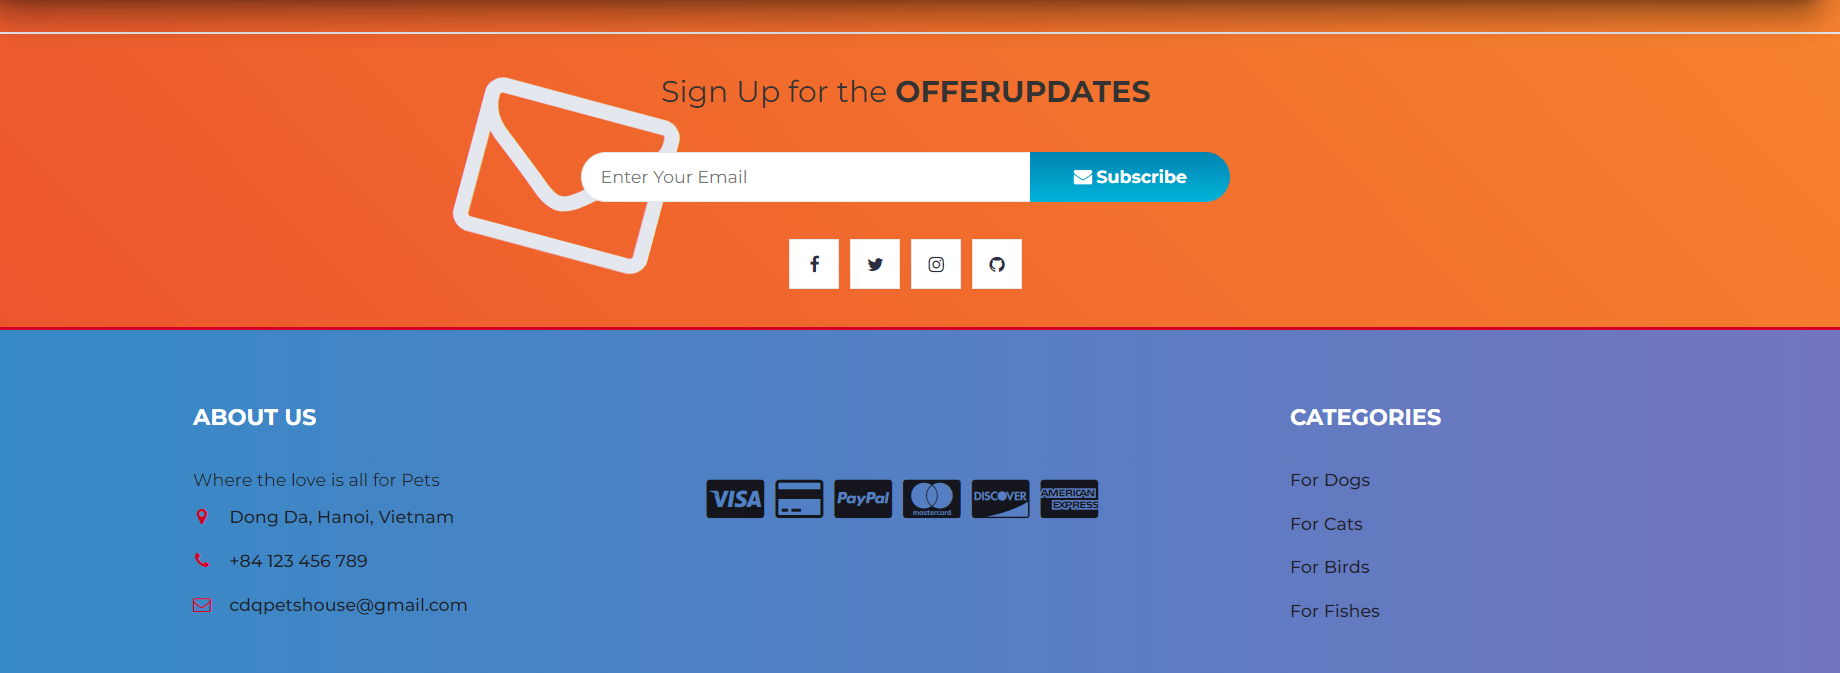 Sign Up for the OFFERUPDATES
Enter Your Email
Subscribe
ABOUT US
Where the love is all for Pets
Dong Da, Hanoi, Vietnam
+84 123 456 789
cdqpetshouse@gmail.com
VISA
PayPal
mastercard
DISCOVER
AMERICAN
EXPRESS
CATEGORIES
For Dogs
For Cats
For Birds
For Fishes